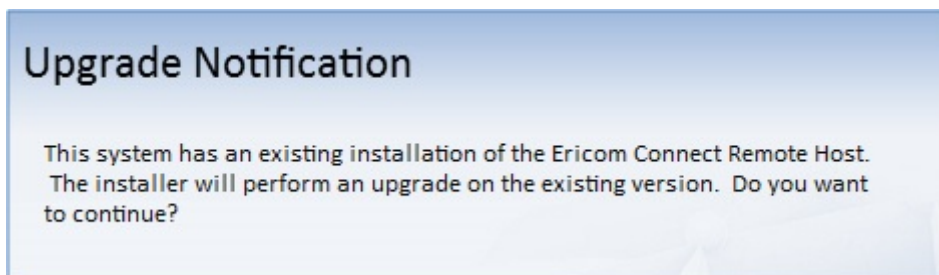 Upgrade Notification
This system has an existing installation of the Ericom Connect Remote Host.
The installer will perform an upgrade on the existing version.  Do you want
to continue?